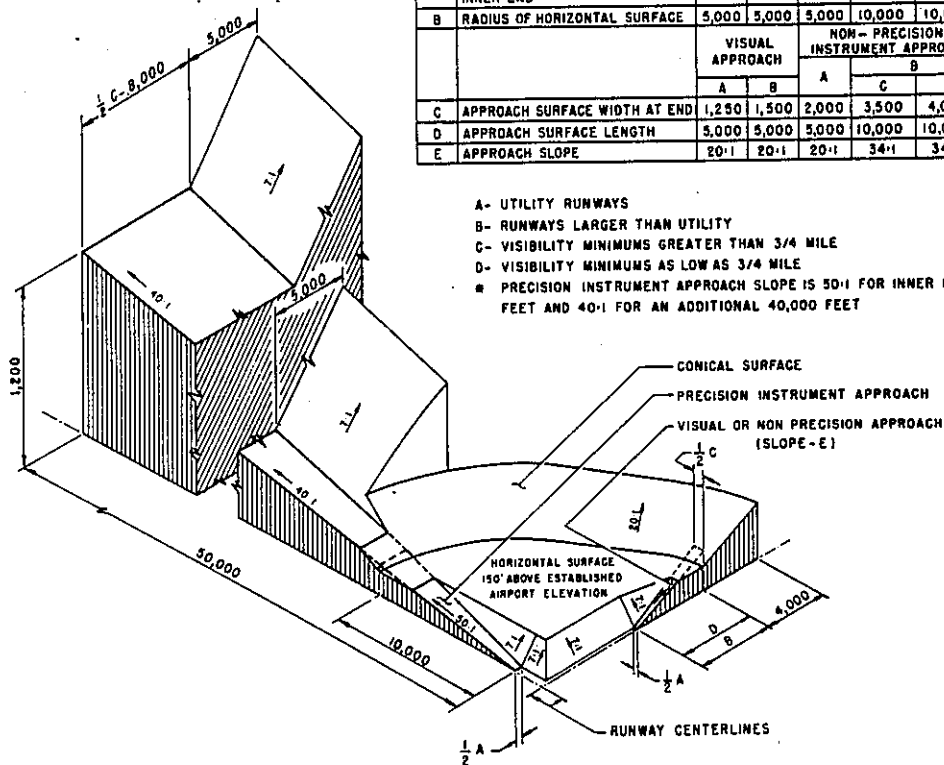 INNER END
B RADIUS OF HORIZONTAL SURFACE 5,000 5,000 5,000 10,000
VISUAL APPROACH
NON-PRECISION INSTRUMENT
A B A B
C
C APPROACH SURFACE WIDTH AT END 1,250 1,500 2,000 3,500
D APPROACH SURFACE LENGTH 5,000 5,000 5,000 10,000
E APPROACH SLOPE 20:1 20:1 20:1 34:1
A- UTILITY RUNWAYS
B- RUNWAYS LARGER THAN UTILITY
C- VISIBILITY MINIMUMS GREATER THAN 3/4 MILE
D- VISIBILITY MINIMUMS AS LOW AS 3/4 MILE
* PRECISION INSTRUMENT APPROACH SLOPE IS 50:1 FOR INNER
FEET AND 40:1 FOR AN ADDITIONAL 40,000 FEET
5,000
1/2 C-8,000
7:1
40:1
5,000
1,200
7:1
40:1
CONICAL SURFACE
PRECISION INSTRUMENT APPROACH
VISUAL OR NON PRECISION APPROACH
(SLOPE-E)
1/2 C
20:1
HORIZONTAL SURFACE
150' ABOVE ESTABLISHED
AIRPORT ELEVATION
50,000
50:1
7:1
7:1
7:1
7:1
10,000
4,000
D
B
1/2 A
RUNWAY CENTERLINES
1/2 A